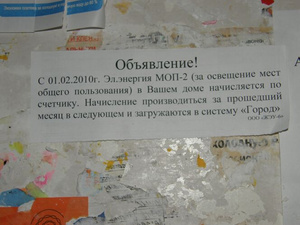 Объявление!
С 01.02.2010г. Эл.энергия МОП-2 (за освещение мест
общего пользования) в Вашем доме начисляется по
счетчику. Начисление производиться за прошедший
месяц в следующем и загружаются в систему «Город»
ООО